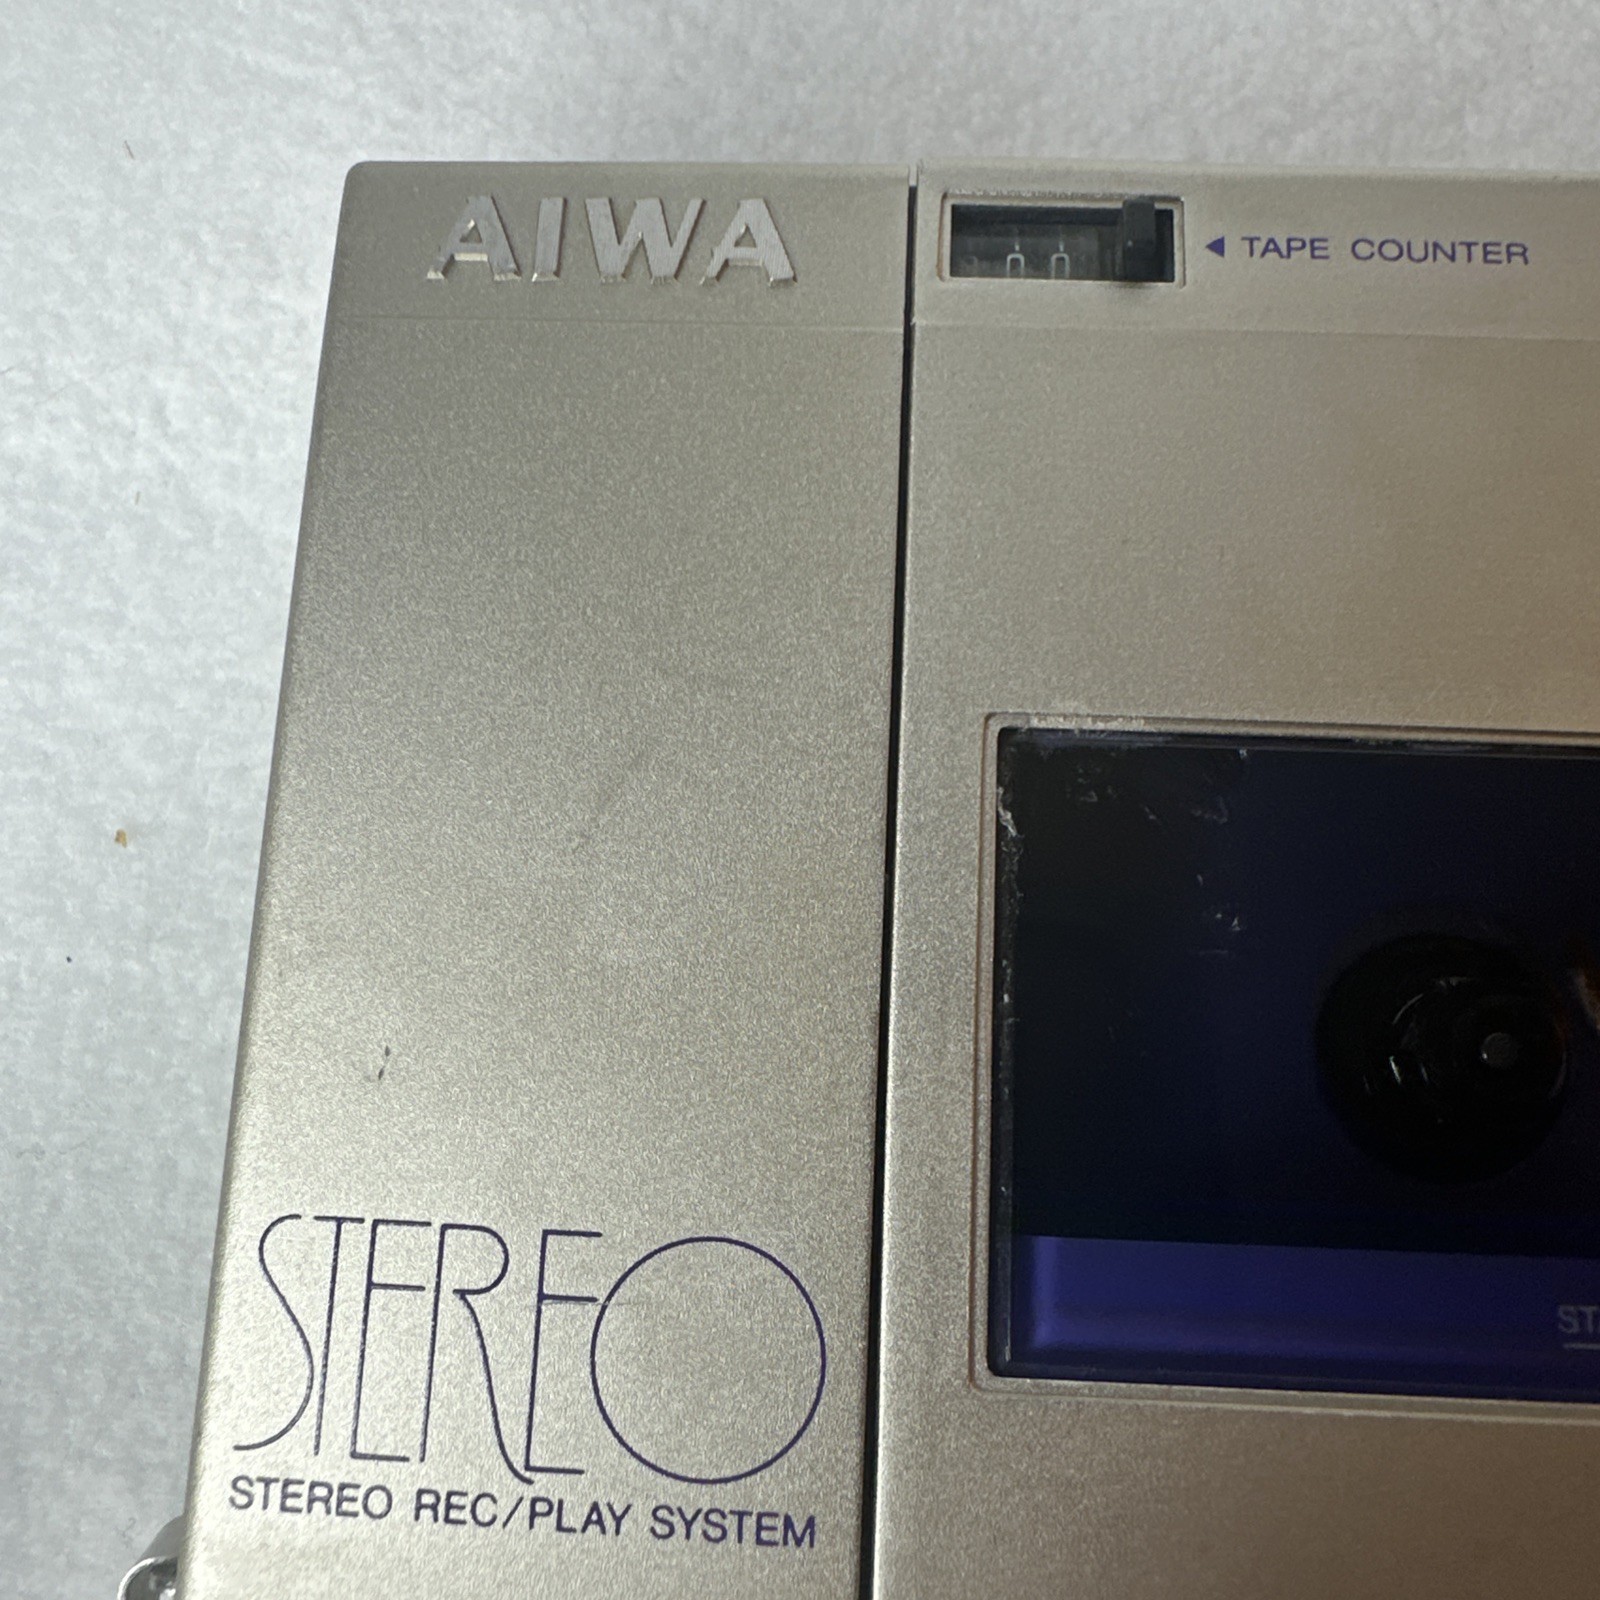 AIWA
◀ TAPE COUNTER
STEREO
STEREO REC/PLAY SYSTEM